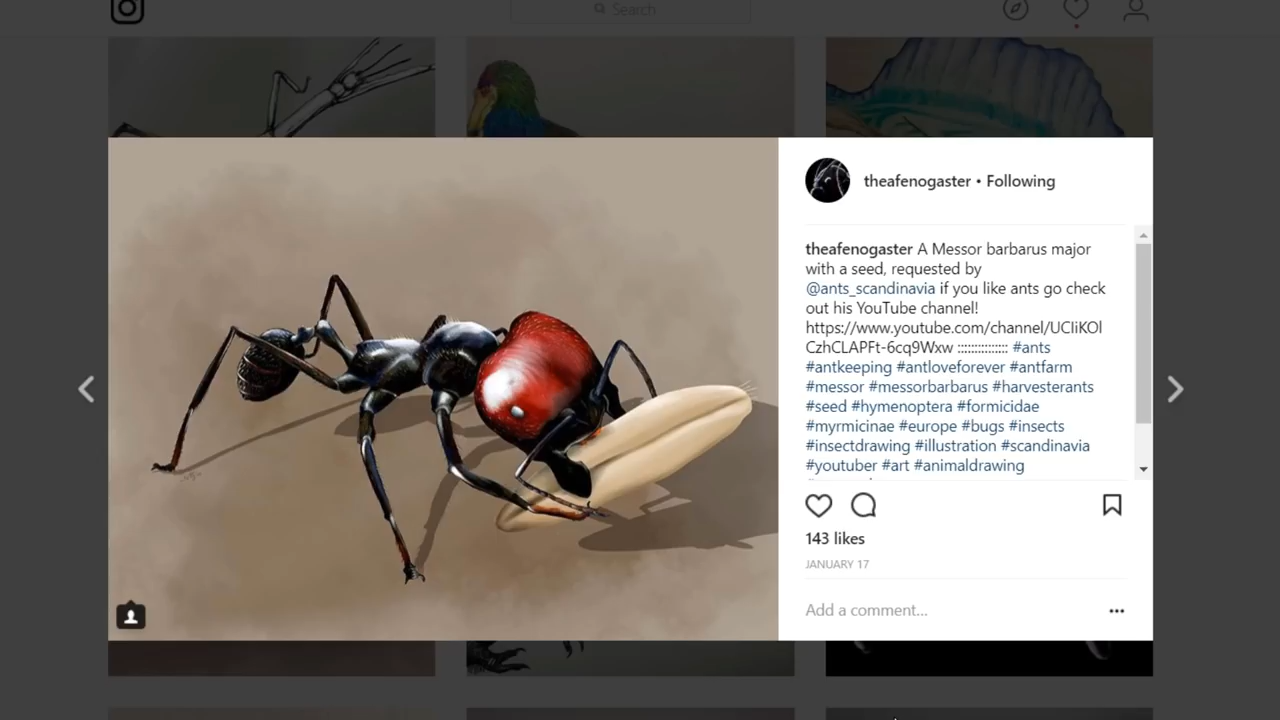 Search
theafenogaster • Following
theafenogaster A Messor barbarus major
with a seed, requested by
@ants_scandinavia if you like ants go check
out his YouTube channel!
https://www.youtube.com/channel/UCIiKOl
CzhCLAPFt-6cq9Wxw ::::::::::::::: #ants
#antkeeping #antloveforever #antfarm
#messor #messorbarbarus #harvesterants
#seed #hymenoptera #formicidae
#myrmicinae #europe #bugs #insects
#insectdrawing #illustration #scandinavia
#youtuber #art #animaldrawing
143 likes
JANUARY 17
Add a comment...